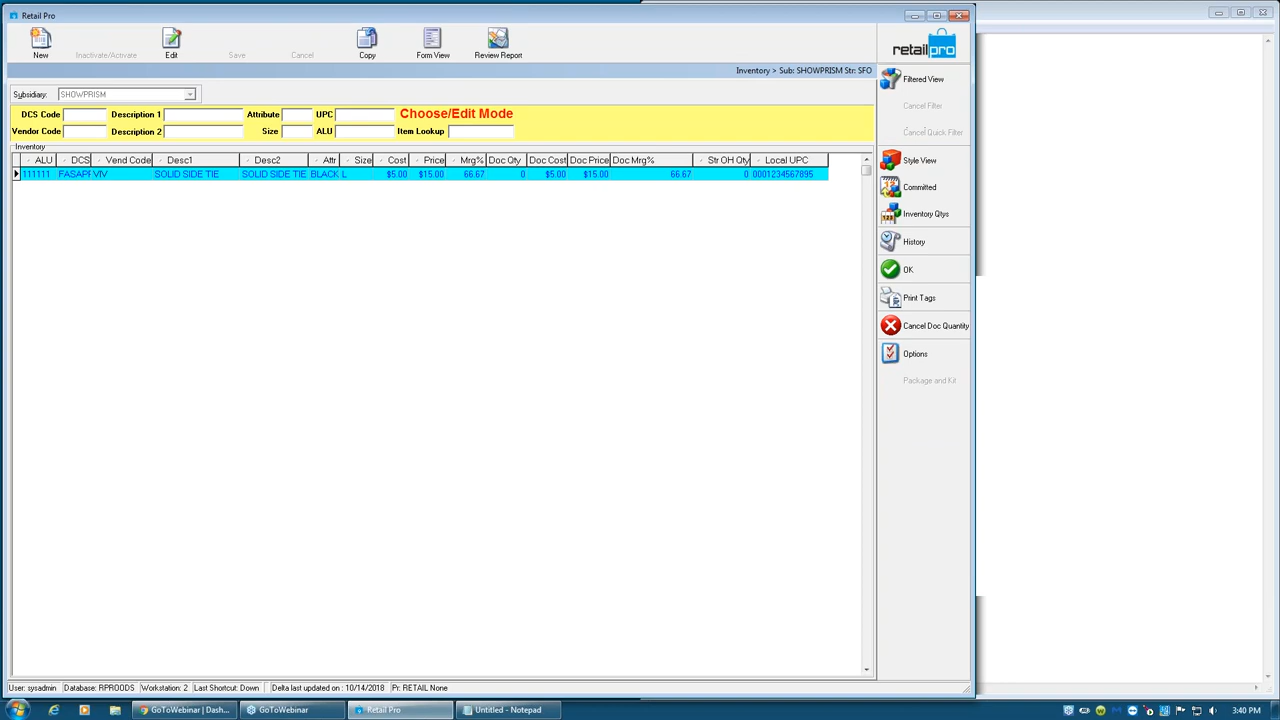 Retail Pro
New
Inactivate/Activate
Edit
Save
Cancel
Copy
Form View
Review Report
retailpro
Inventory > Sub: SHOWPRISM Str: SFO
Subsidiary: SHOWPRISM
DCS Code Description 1 Attribute UPC Choose/Edit Mode
Vendor Code Description 2 Size ALU Item Lookup
Inventory
ALU DCS Vend Code Desc1 Desc2 Attr Size Cost Price Mrg% Doc Qty Doc Cost Doc Price Doc Mrg% Str OH Qty Local UPC
111111 FASAPF VIV SOLID SIDE TIE SOLID SIDE TIE BLACK L $5.00 $15.00 66.67 0 $5.00 $15.00 66.67 0 0001234567895
Filtered View
Cancel Filter
Cancel Quick Filter
Style View
Committed
Inventory Qtys
History
OK
Print Tags
Cancel Doc Quantity
Options
Package and Kit
User: sysadmin Database: RPROODS Workstation: 2 Last Shortcut: Down Delta last updated on : 10/14/2018 Pr: RETAIL None
GoToWebinar | Dash... GoToWebinar Retail Pro Untitled - Notepad 3:40 PM